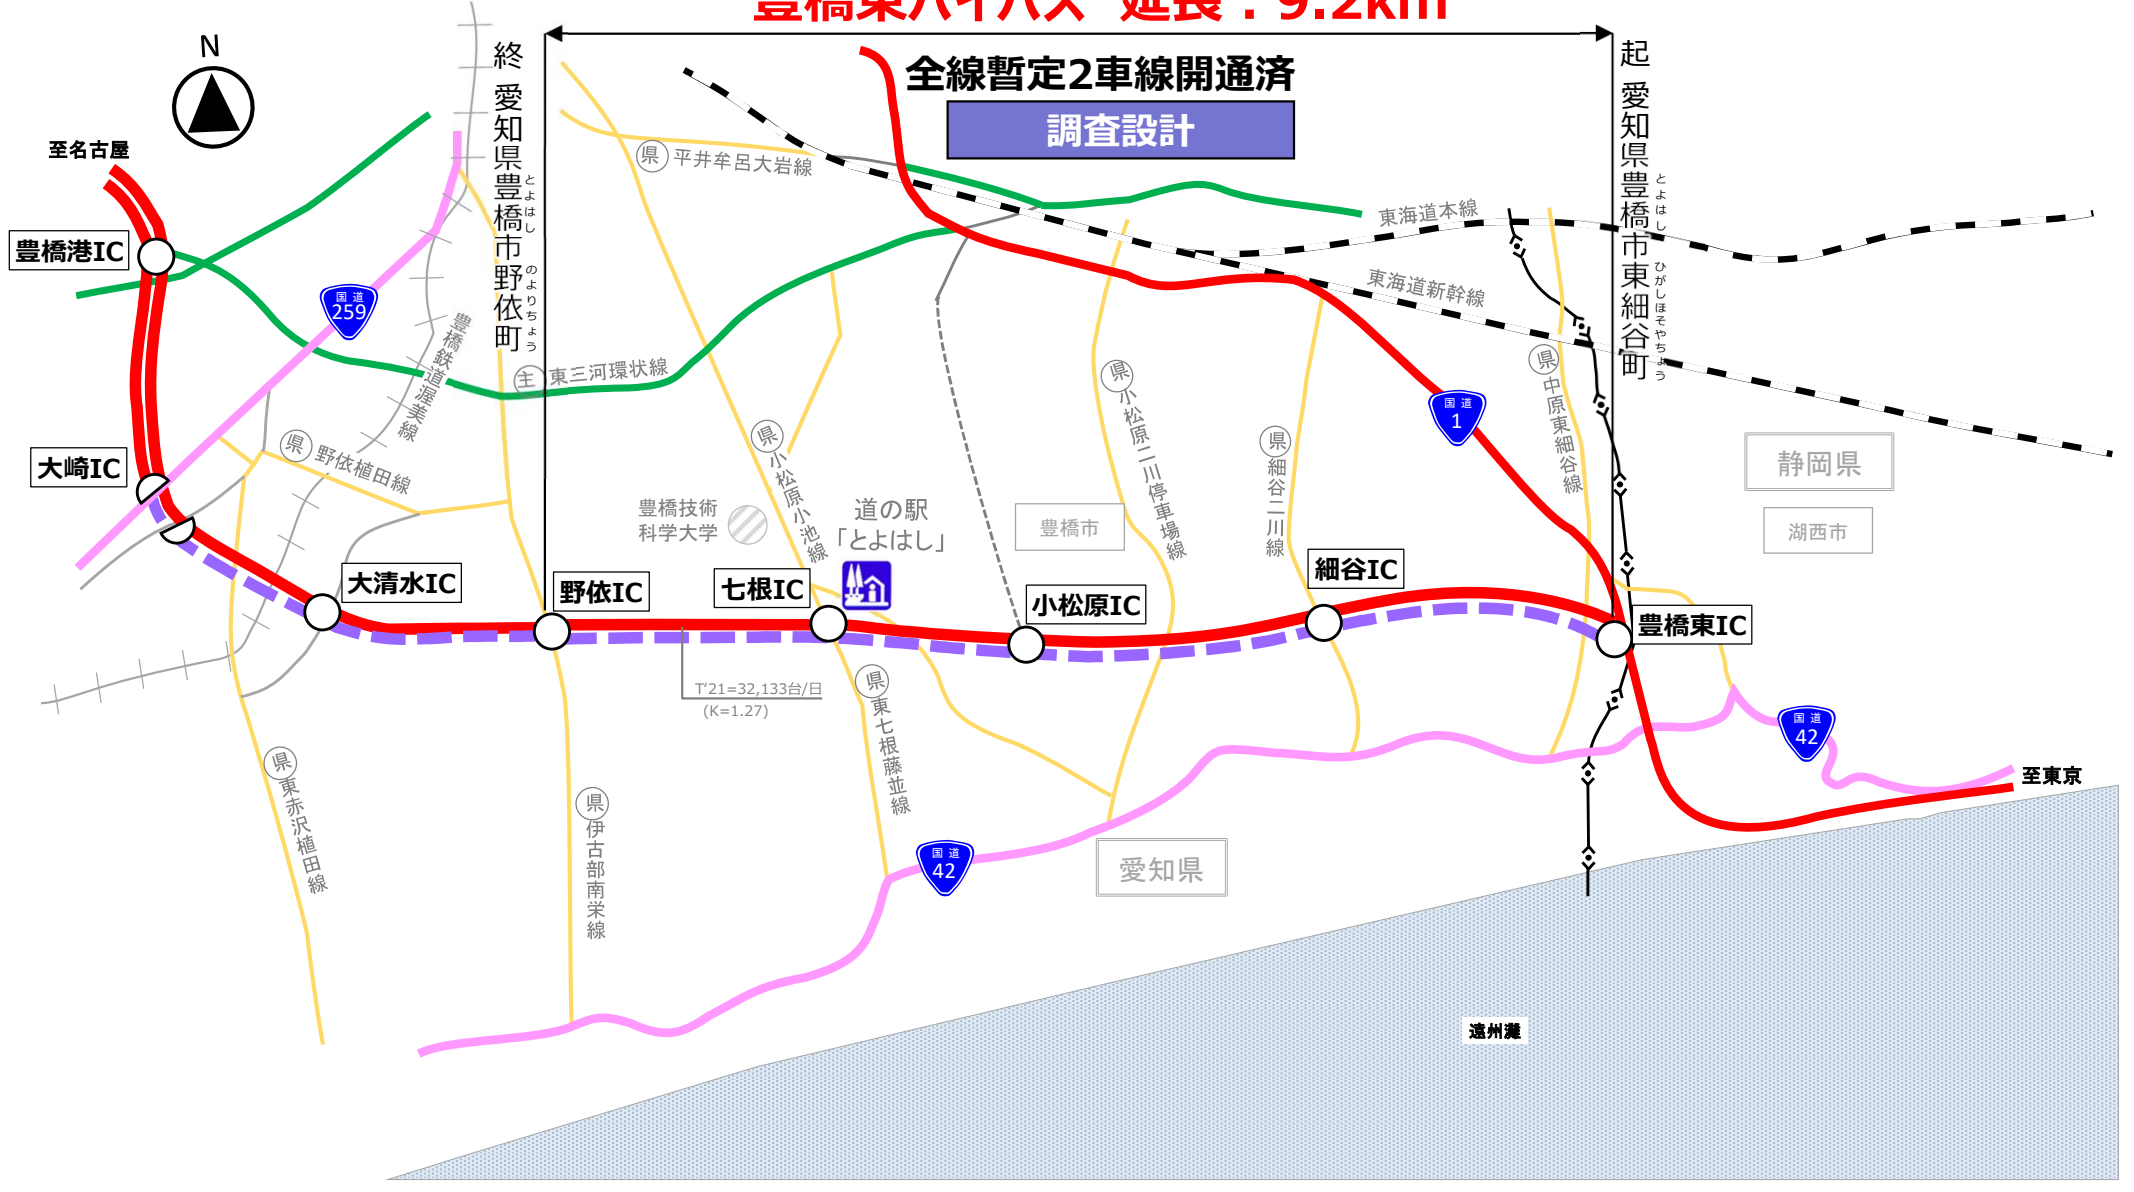 豊橋東バイパス 延長：9.2km
全線暫定2車線開通済
調査設計
N
終 愛知県豊橋市野依町
とよはし
のよりちょう
起 愛知県豊橋市東細谷町
とよはし
ひがしほそやちょう
至名古屋
豊橋港IC
国道
259
豊橋鉄道渥美線
県 平井牟呂大岩線
東海道本線
東海道新幹線
主 東三河環状線
大崎IC
県 野依植田線
県 小松原小池線
県 小松原二川停車場線
県 細谷二川線
県 中原東細谷線
国道
1
静岡県
湖西市
豊橋市
豊橋技術
科学大学
道の駅
「とよはし」
大清水IC
野依IC
七根IC
小松原IC
細谷IC
豊橋東IC
T'21=32,133台/日
(K=1.27)
県 東七根藤並線
県 東赤沢植田線
県 伊古部南栄線
国道
42
国道
42
至東京
愛知県
遠州灘